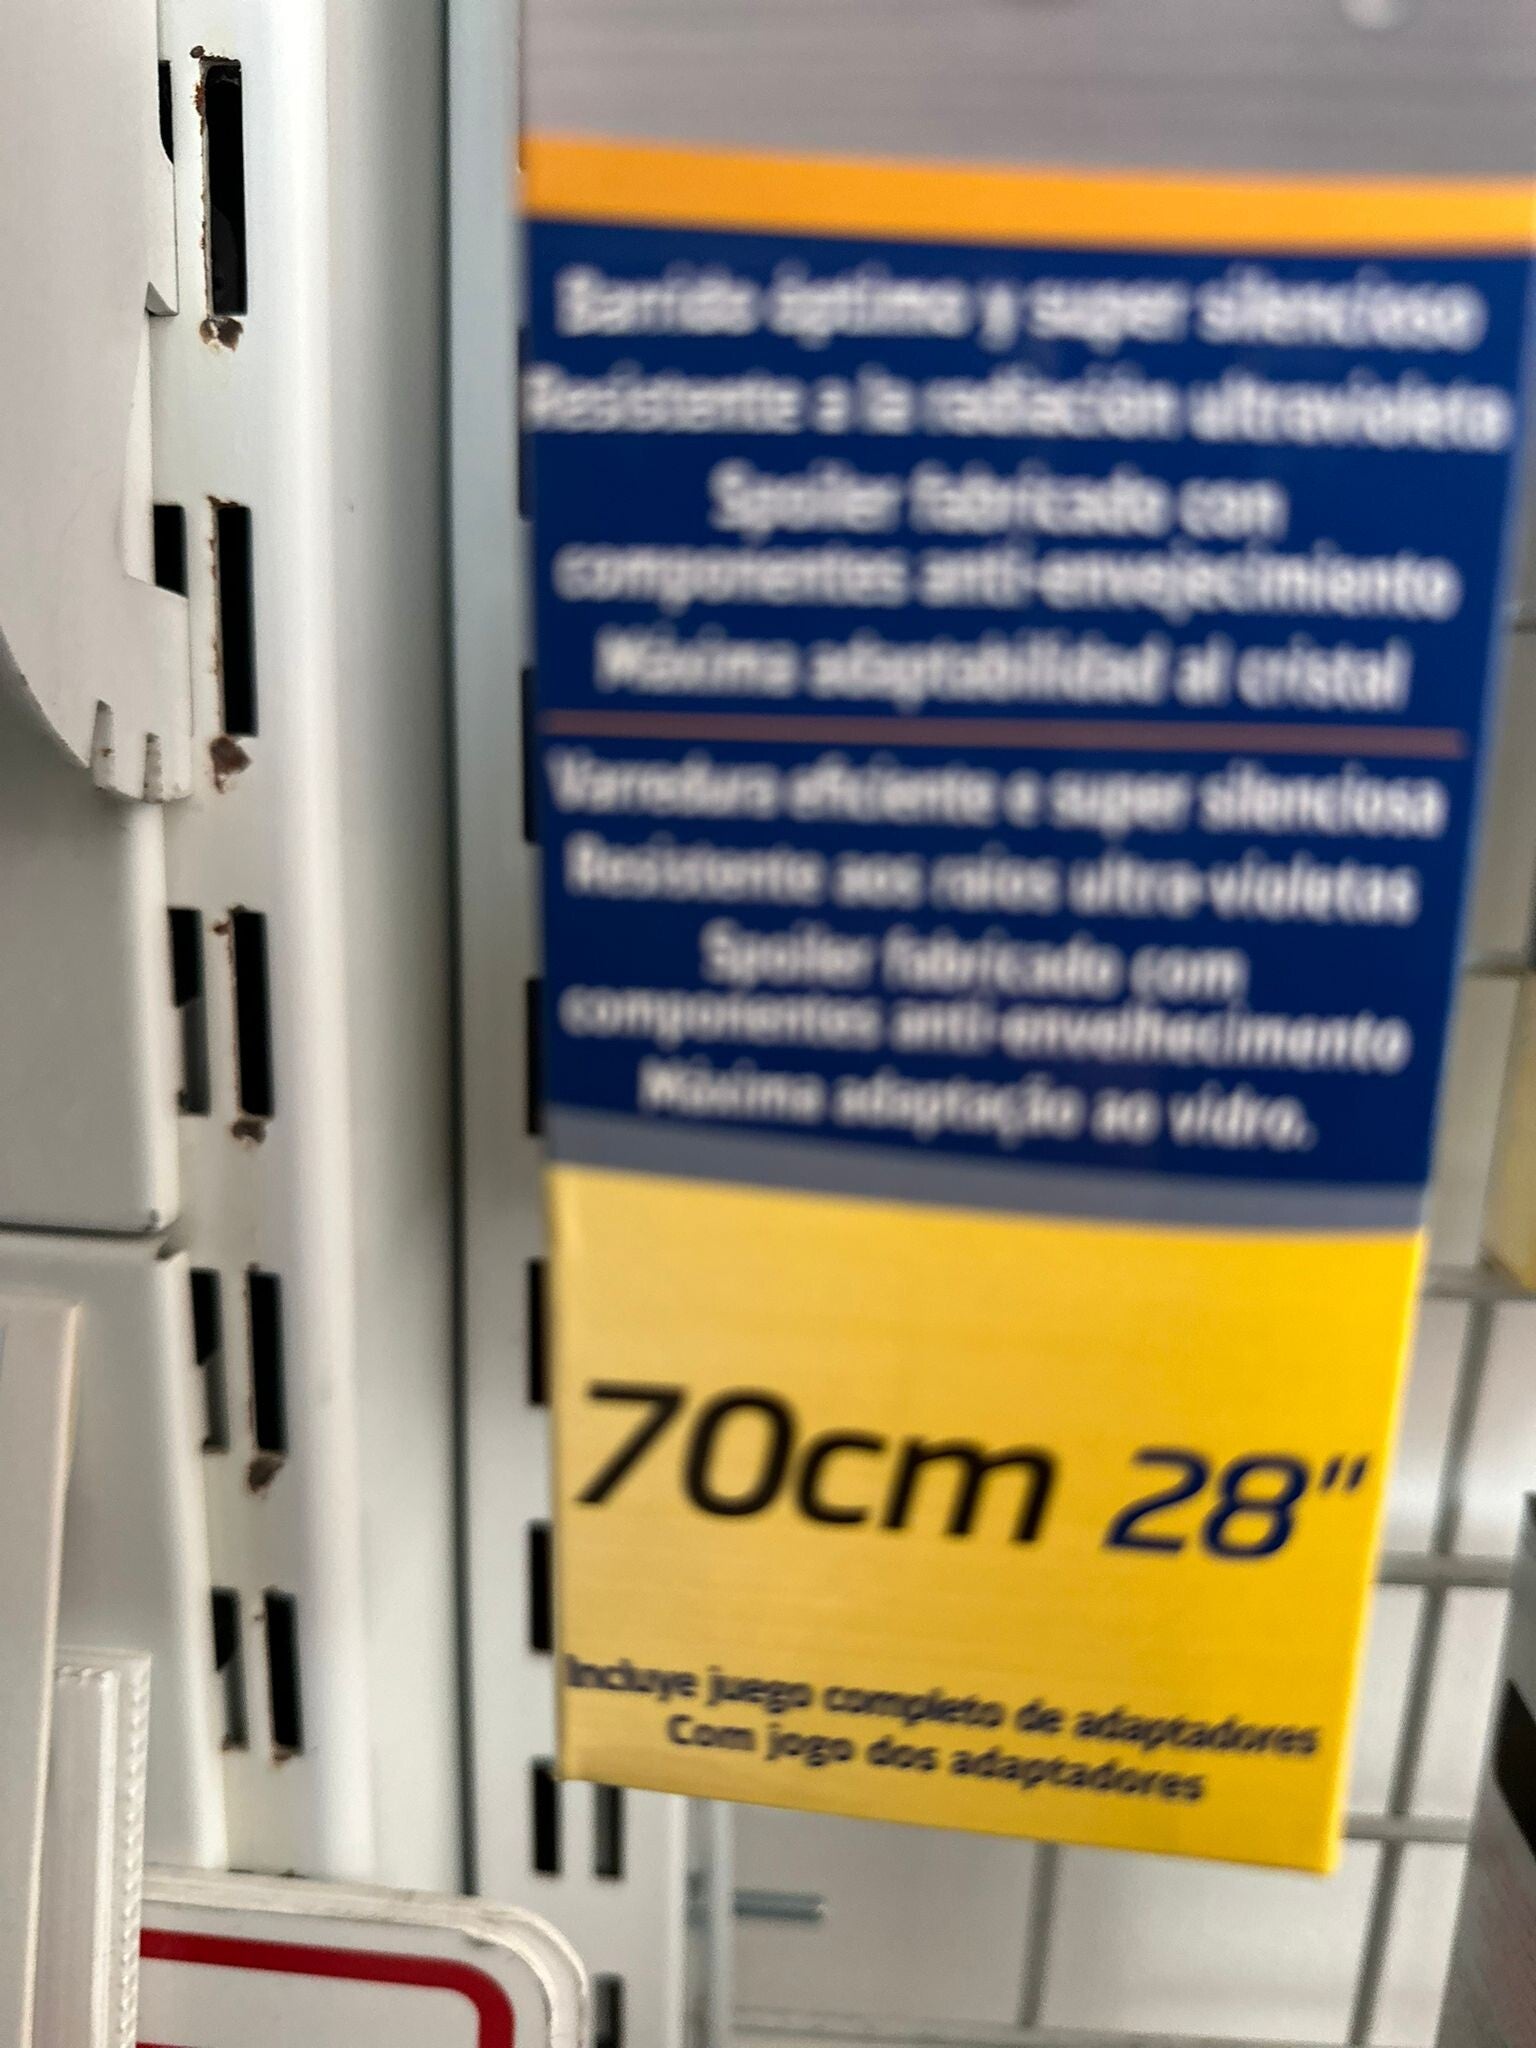 Barrido óptimo y super silencioso
Resistente a la radiación ultravioleta
Spoiler fabricado con
componentes anti-envejecimiento
Máxima adaptabilidad al cristal
Varredura eficiente e super silenciosa
Resistente aos raios ultra-violetas
Spoiler fabricado com
componentes anti-envelhecimento
Máxima adaptação ao vidro.
70cm 28"
Incluye juego completo de adaptadores
Com jogo dos adaptadores